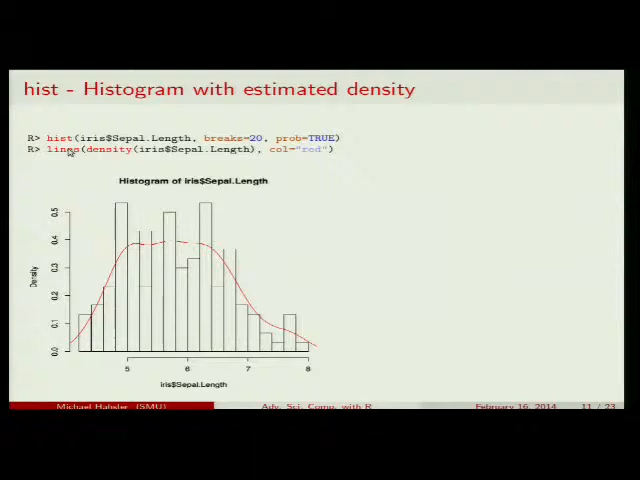 hist - Histogram with estimated density
R> hist(iris$Sepal.Length, breaks=20, prob=TRUE)
R> lines(density(iris$Sepal.Length), col="red")
Histogram of iris$Sepal.Length
Density
0.0 0.1 0.2 0.3 0.4 0.5
5 6 7 8
iris$Sepal.Length
Michael Hahsler (SMU) Adv. Sci. Comp. with R February 16, 2014 11 / 23